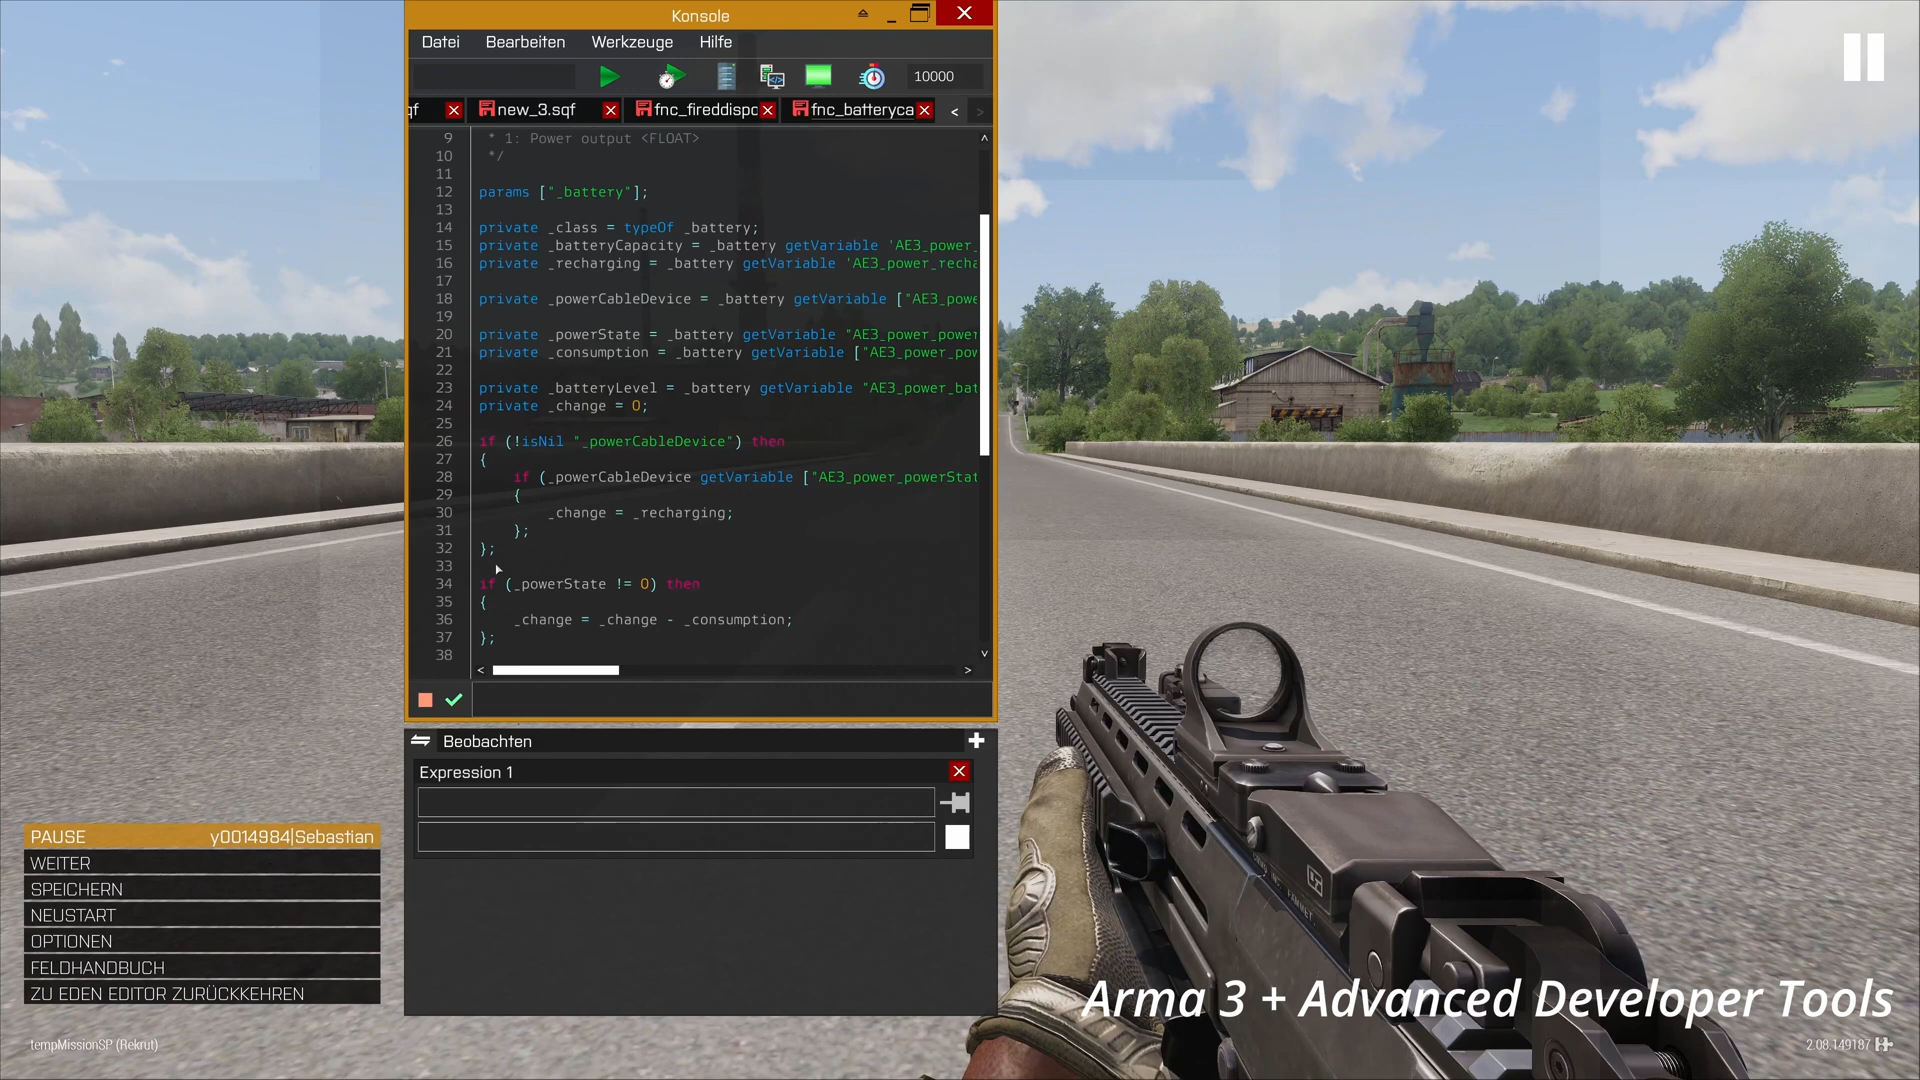 Konsole
Datei Bearbeiten Werkzeuge Hilfe
10000
qf new_3.sqf fnc_fireddispo fnc_batteryca <
9 * 1: Power output <FLOAT>
10 */
11
12 params ["_battery"];
13
14 private _class = typeOf _battery;
15 private _batteryCapacity = _battery getVariable 'AE3_power_
16 private _recharging = _battery getVariable 'AE3_power_recha
17
18 private _powerCableDevice = _battery getVariable ["AE3_powe
19
20 private _powerState = _battery getVariable "AE3_power_power
21 private _consumption = _battery getVariable ["AE3_power_pow
22
23 private _batteryLevel = _battery getVariable "AE3_power_bat
24 private _change = 0;
25
26 if (!isNil "_powerCableDevice") then
27 {
28 if (_powerCableDevice getVariable ["AE3_power_powerStat
29 {
30 _change = _recharging;
31 };
32 };
33
34 if (_powerState != 0) then
35 {
36 _change = _change - _consumption;
37 };
38
Beobachten
Expression 1
PAUSE y0014984|Sebastian
WEITER
SPEICHERN
NEUSTART
OPTIONEN
FELDHANDBUCH
ZU EDEN EDITOR ZURÜCKKEHREN
Arma 3 + Advanced Developer Tools
tempMissionSP (Rekrut)
2.08.149187